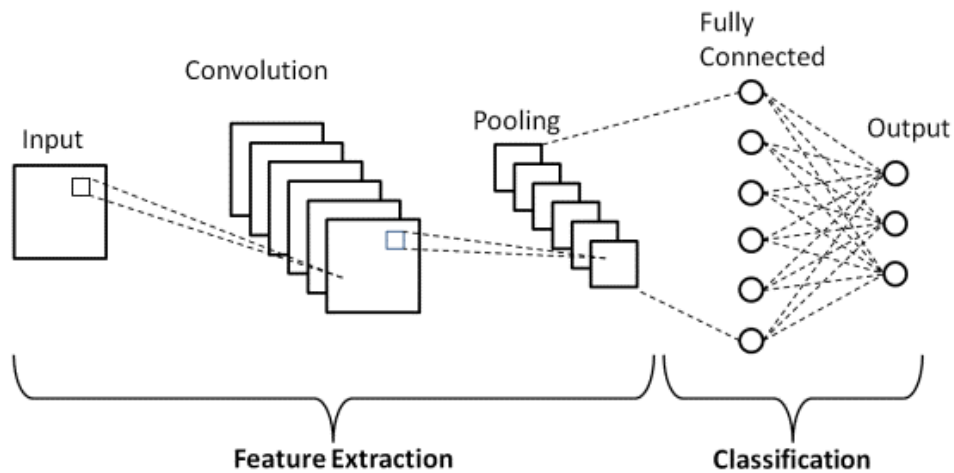 Input
Convolution
Pooling
Fully
Connected
Output
Feature Extraction
Classification